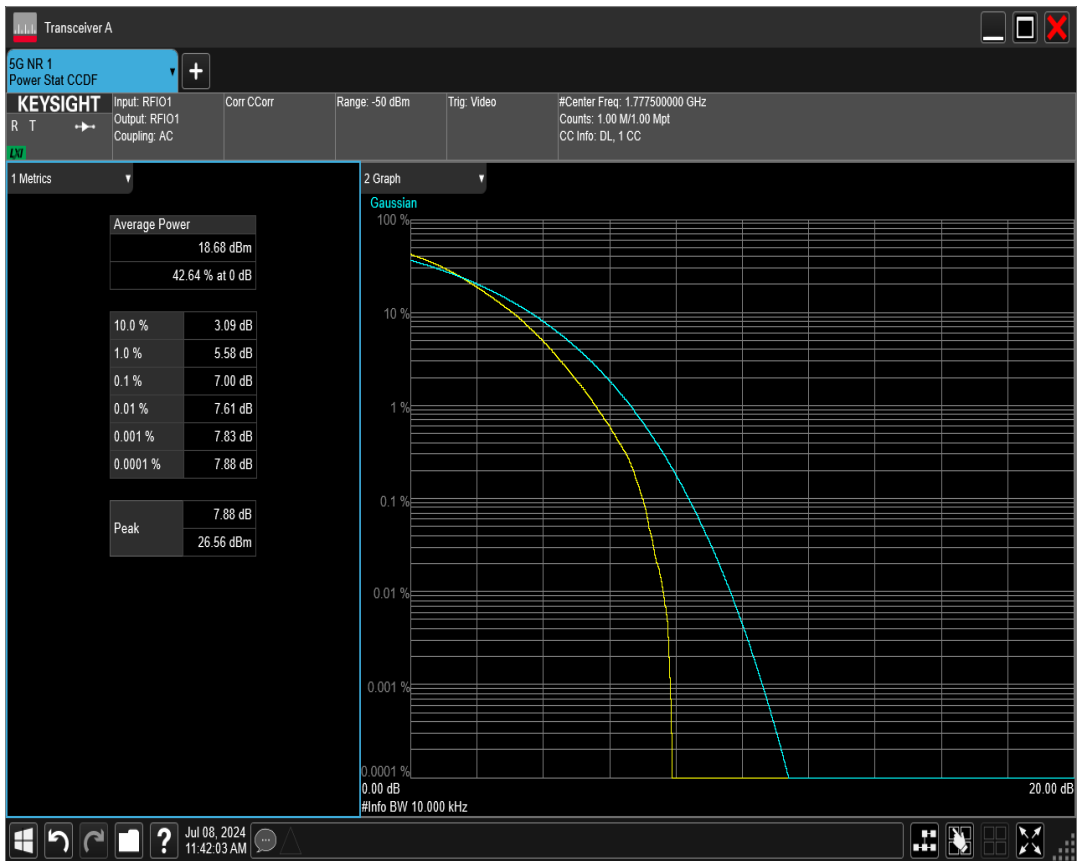 Transceiver A
5G NR 1
Power Stat CCDF
+
KEYSIGHT
R T
LXI
Input: RFIO1
Output: RFIO1
Coupling: AC
Corr CCorr
Range: -50 dBm
Trig: Video
#Center Freq: 1.777500000 GHz
Counts: 1.00 M/1.00 Mpt
CC Info: DL, 1 CC
1 Metrics
Average Power
18.68 dBm
42.64 % at 0 dB
10.0 % 3.09 dB
1.0 % 5.58 dB
0.1 % 7.00 dB
0.01 % 7.61 dB
0.001 % 7.83 dB
0.0001 % 7.88 dB
Peak
7.88 dB
26.56 dBm
2 Graph
Gaussian
100 %
10 %
1 %
0.1 %
0.01 %
0.001 %
0.0001 %
0.00 dB 20.00 dB
#Info BW 10.000 kHz
?
Jul 08, 2024
11:42:03 AM